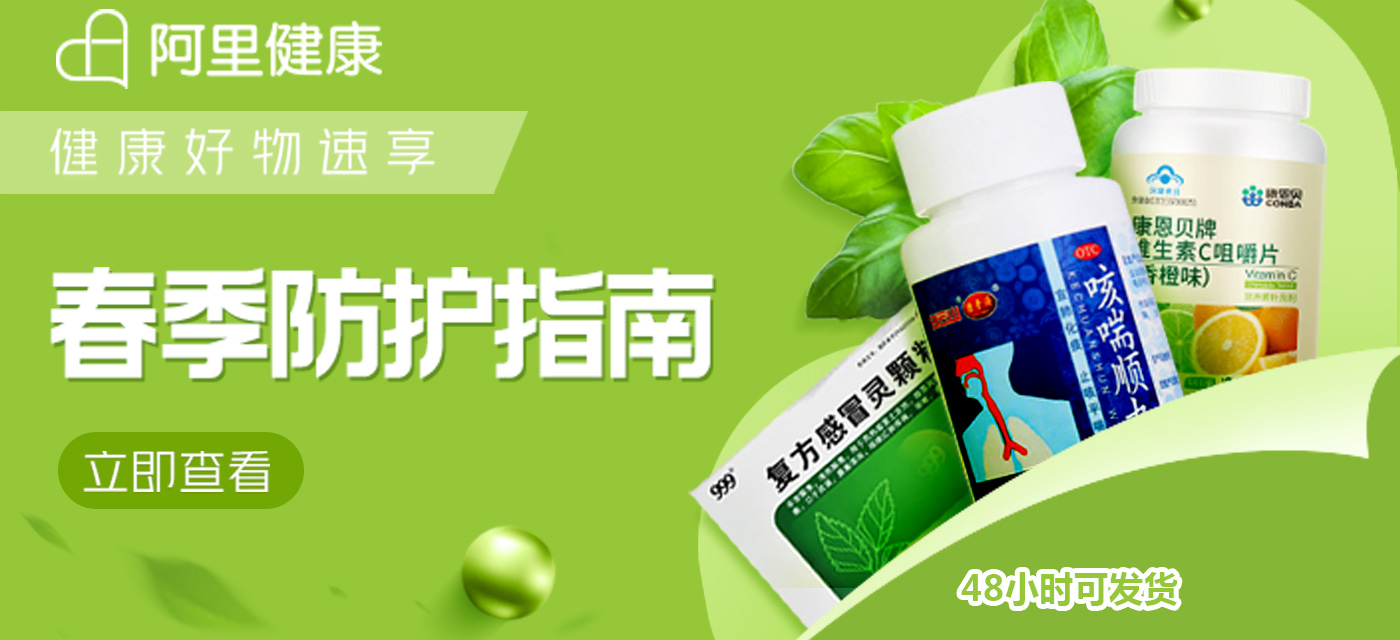 阿里健康
健康好物速享
春季防护指南
立即查看
999
复方感冒灵颗粒
OTC
咳喘顺丸
KECHUANSHUN
康恩贝
CONBA
康恩贝牌
维生素C咀嚼片
(香橙味)
Vitamin C
48小时可发货